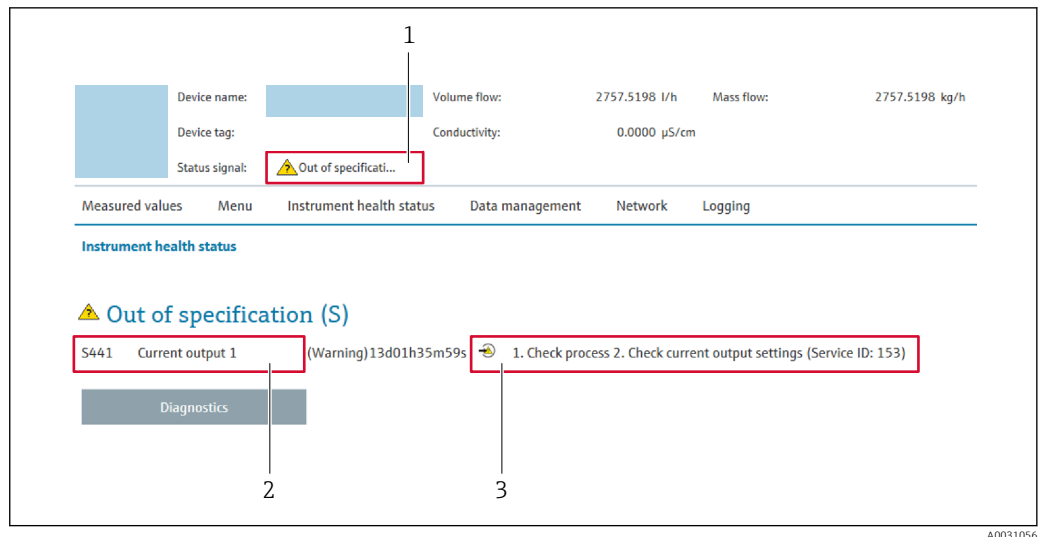 1
Device name: Volume flow: 2757.5198 l/h Mass flow: 2757.5198 kg/h
Device tag: Conductivity: 0.0000 µS/cm
Status signal: Out of specificati...
Measured values Menu Instrument health status Data management Network Logging
Instrument health status
Out of specification (S)
S441 Current output 1 (Warning)13d01h35m59s 1. Check process 2. Check current output settings (Service ID: 153)
Diagnostics
2 3
A0031056